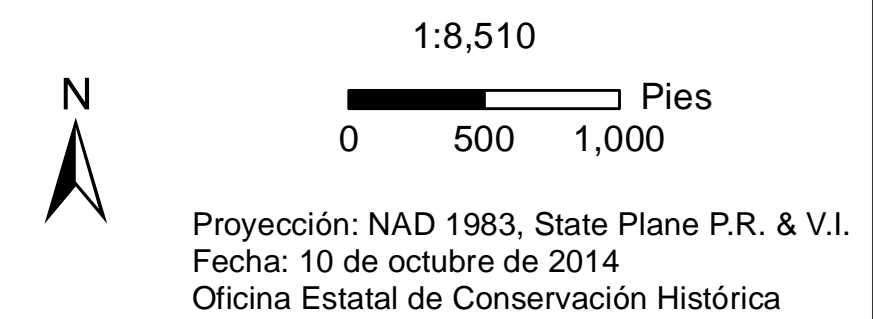 1:8,510
N
Pies
0 500 1,000
Proyección: NAD 1983, State Plane P.R. & V.I.
Fecha: 10 de octubre de 2014
Oficina Estatal de Conservación Histórica